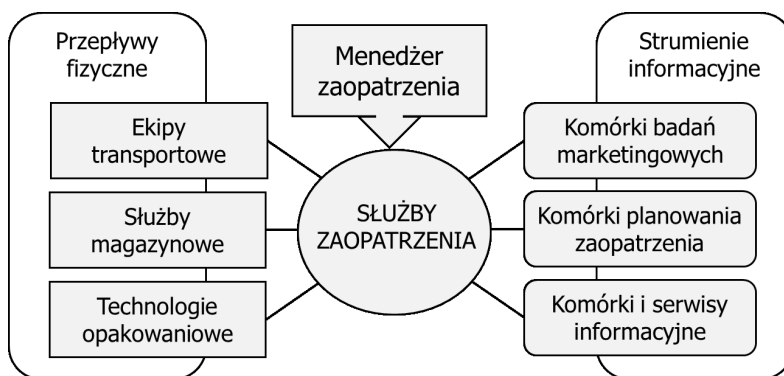 Przepływy
fizyczne
Menedżer
zaopatrzenia
Strumienie
informacyjne
Ekipy
transportowe
Służby
magazynowe
Technologie
opakowaniowe
SŁUŻBY
ZAOPATRZENIA
Komórki badań
marketingowych
Komórki planowania
zaopatrzenia
Komórki i serwisy
informacyjne